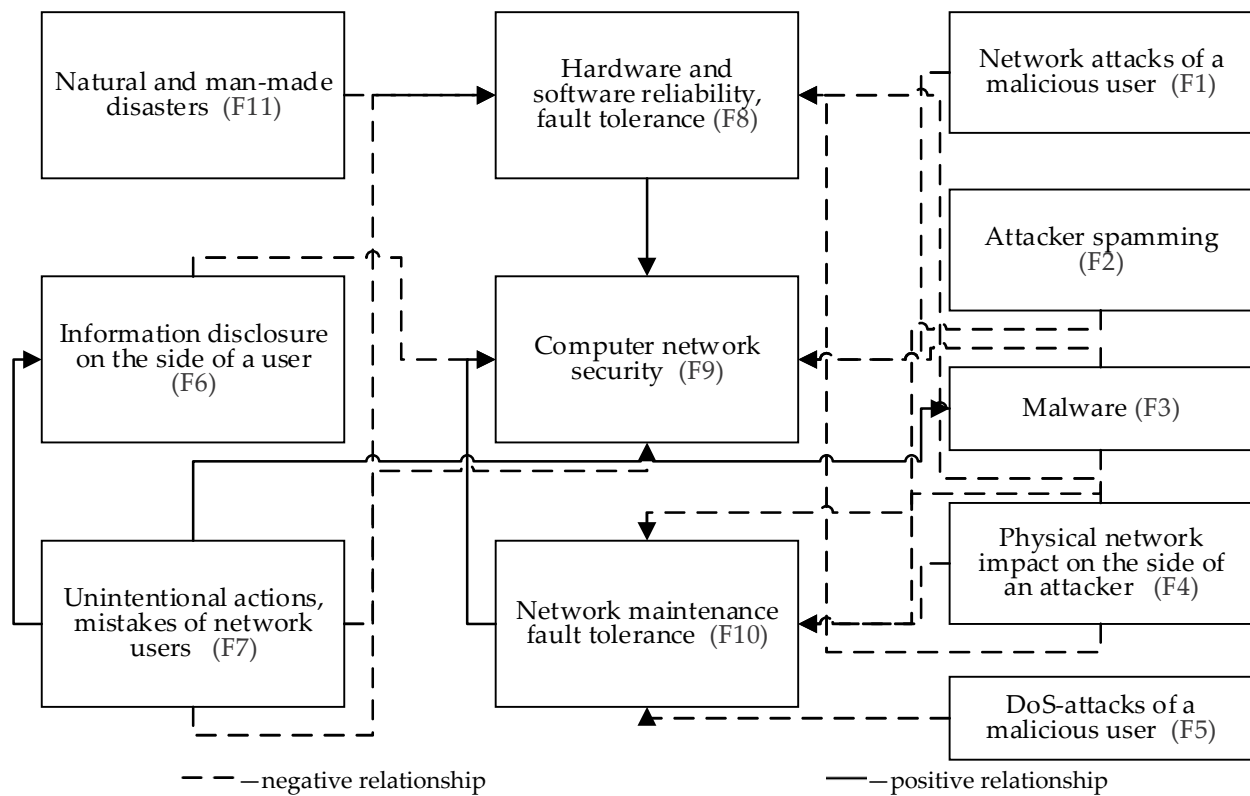 Natural and man-made
disasters (F11)
Hardware and
software reliability,
fault tolerance (F8)
Network attacks of a
malicious user (F1)
Attacker spamming
(F2)
Information disclosure
on the side of a user
(F6)
Computer network
security (F9)
Malware (F3)
Unintentional actions,
mistakes of network
users (F7)
Network maintenance
fault tolerance (F10)
Physical network
impact on the side of
an attacker (F4)
DoS-attacks of a
malicious user (F5)
—negative relationship
—positive relationship